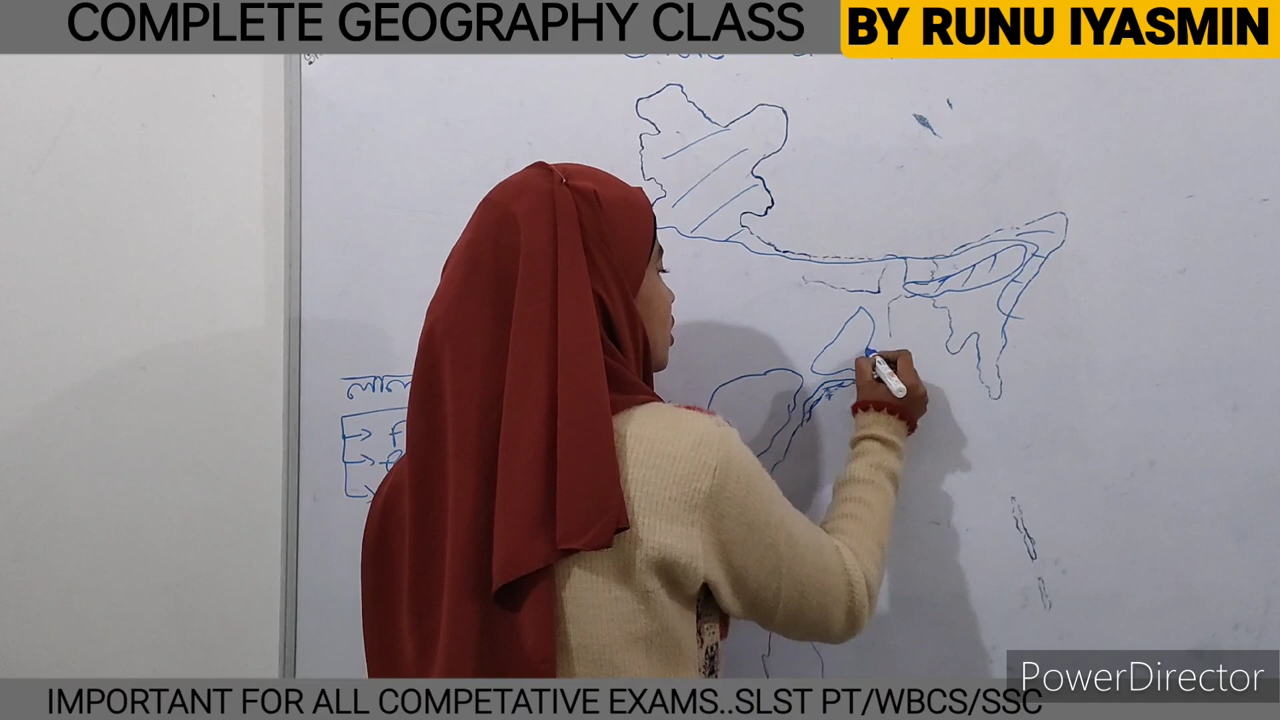 COMPLETE GEOGRAPHY CLASS
BY RUNU IYASMIN
লাল
PowerDirector
IMPORTANT FOR ALL COMPETATIVE EXAMS..SLST PT/WBCS/SSC